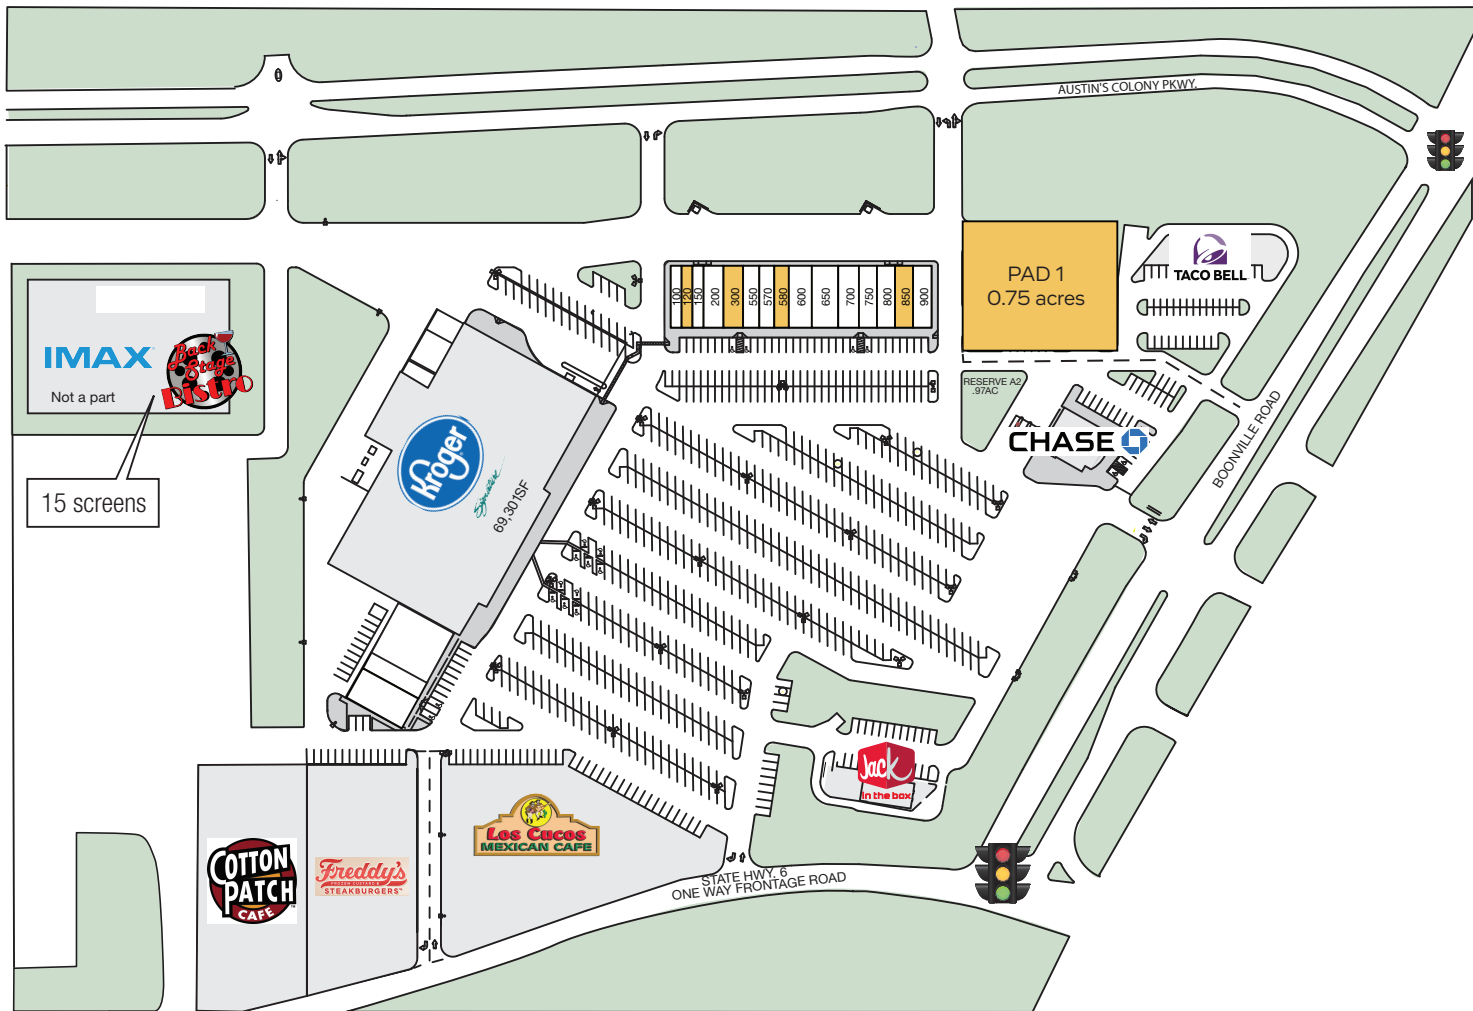 AUSTIN'S COLONY PKWY.
PAD 1
0.75 acres
TACO BELL
100
120
150
200
300
550
570
580
600
650
700
750
800
850
900
IMAX
Back
Stage
Bistro
Not a part
15 screens
RESERVE A2
.97AC
CHASE
BOONVILLE ROAD
Kroger
Signature
69,301SF
Jack
in the box
Los Cucos
MEXICAN CAFE
COTTON
PATCH
CAFE
Freddy's
FROZEN CUSTARD &
STEAKBURGERS
STATE HWY. 6
ONE WAY FRONTAGE ROAD